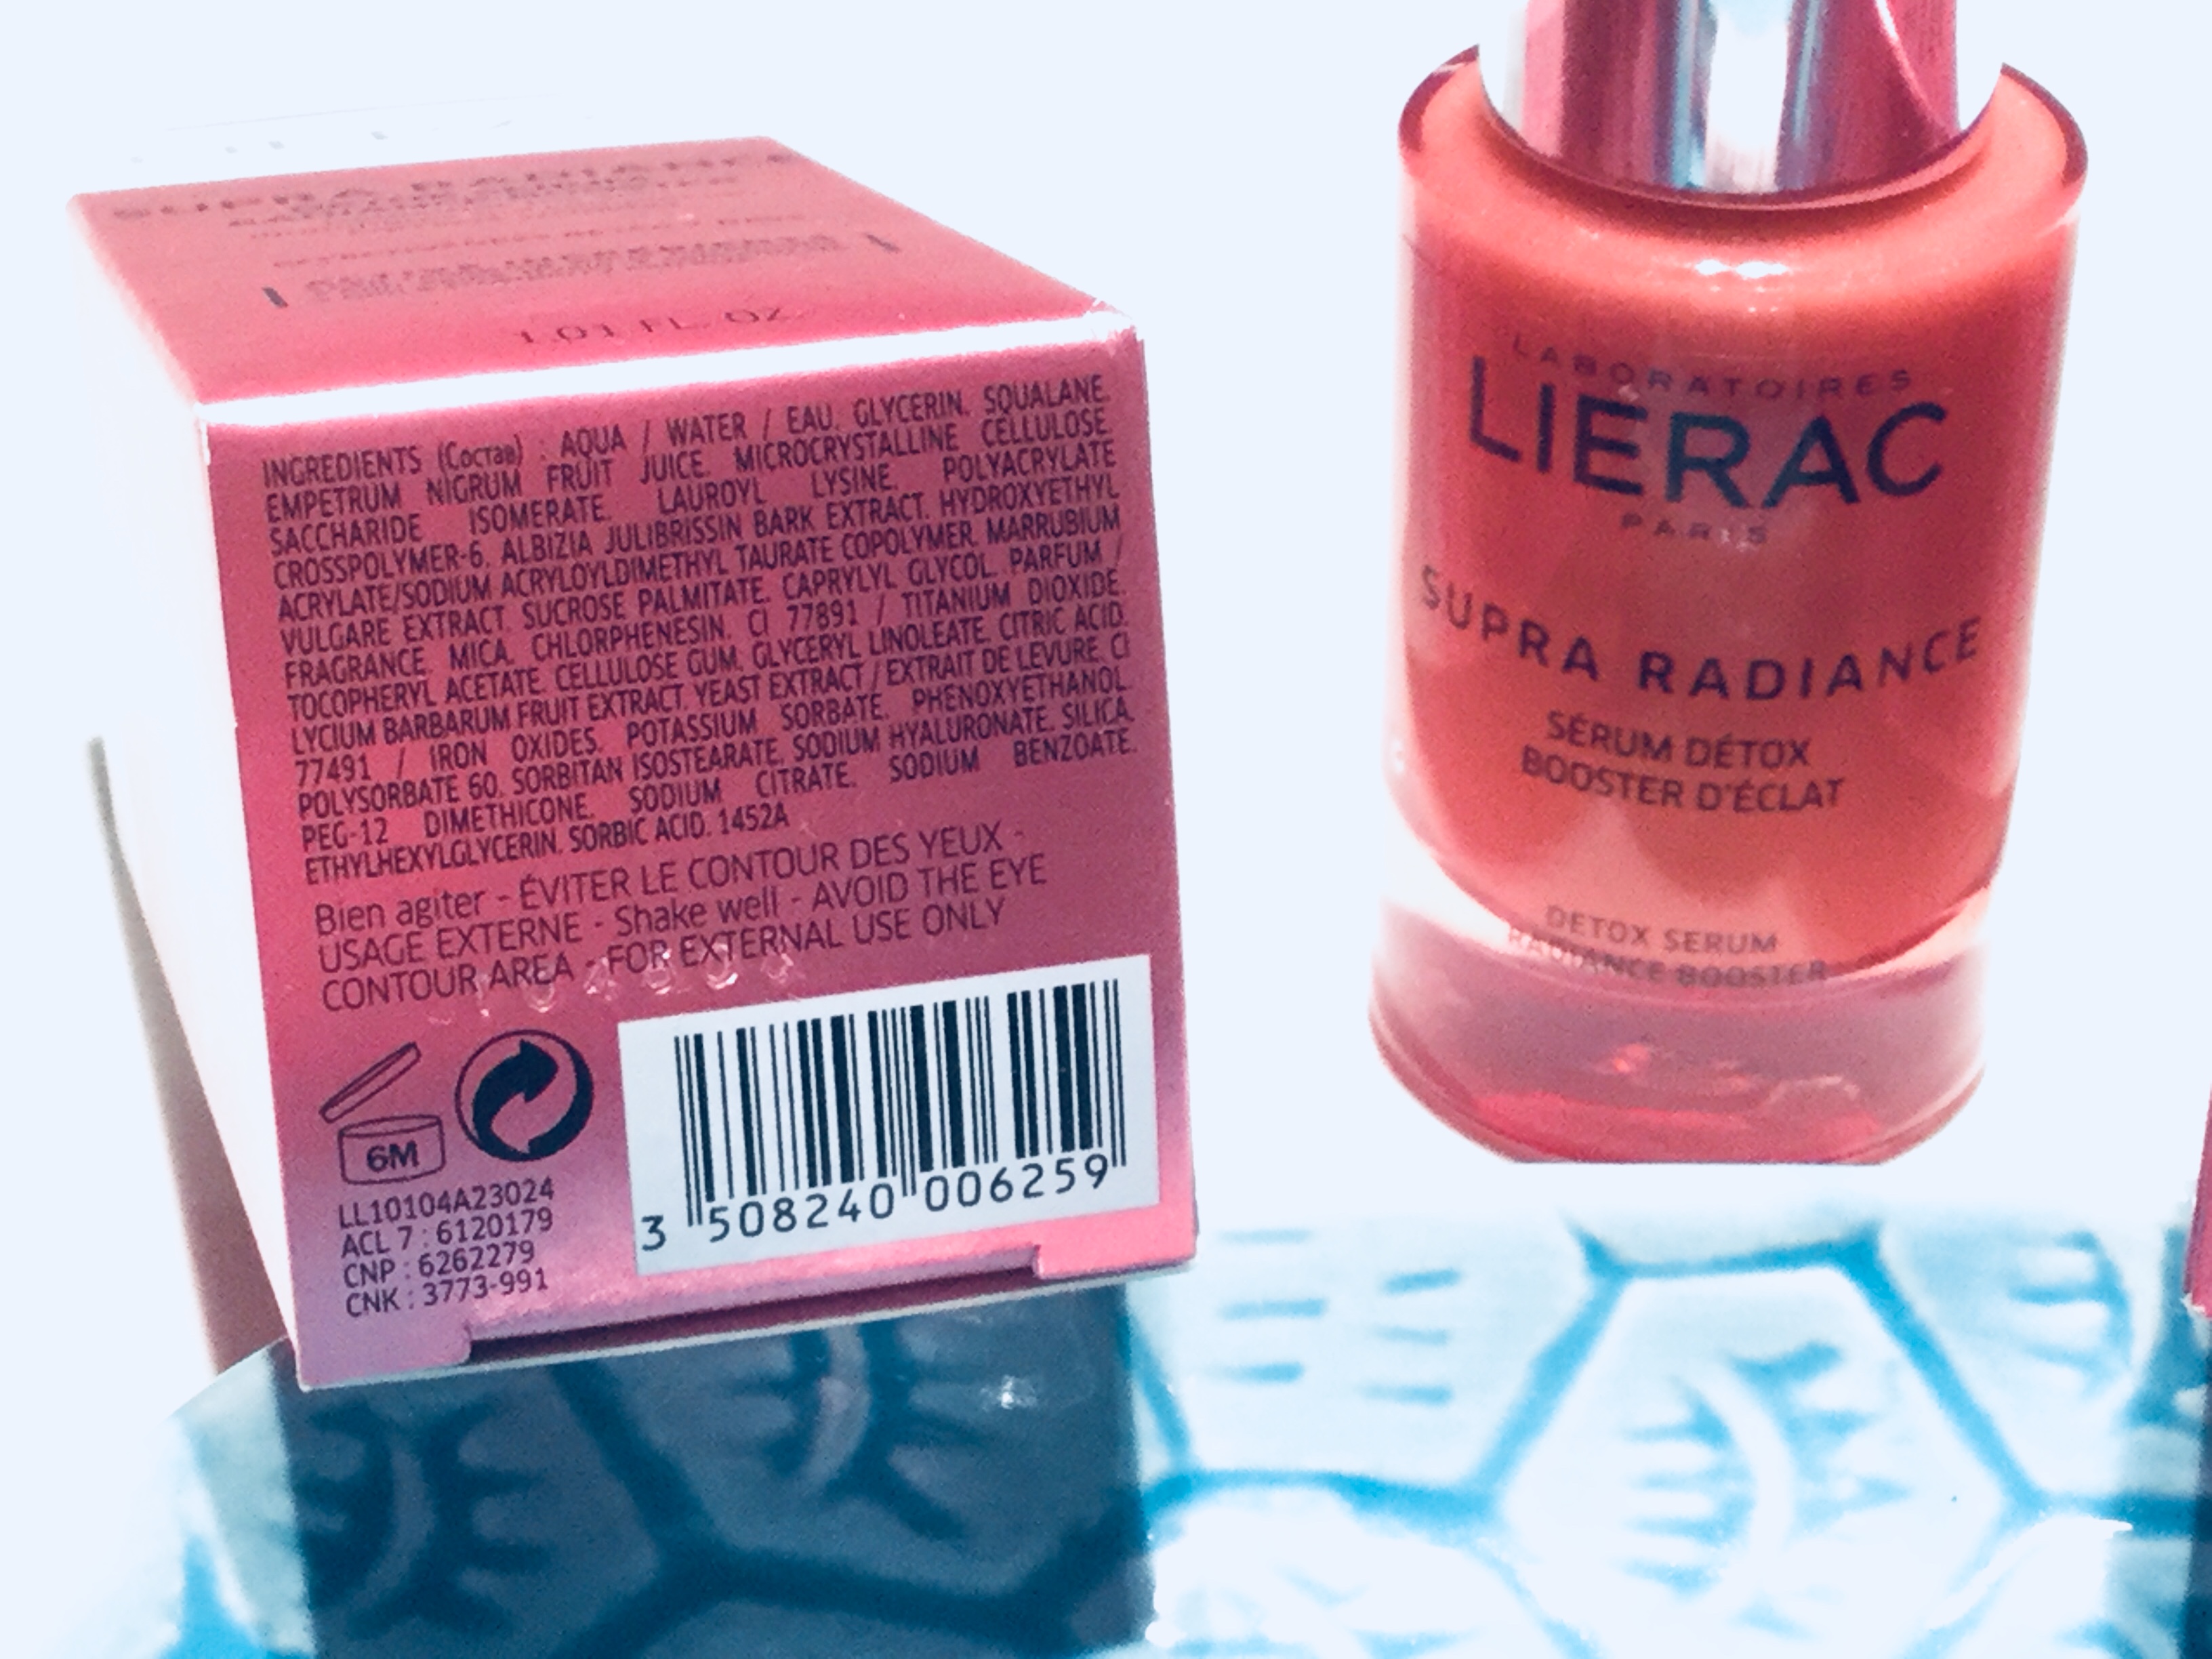 SUPRA RADIANCE
1.01 FL. OZ.
INGREDIENTS (Состав) : AQUA / WATER / EAU. GLYCERIN. SQUALANE.
EMPETRUM NIGRUM FRUIT JUICE. MICROCRYSTALLINE CELLULOSE.
SACCHARIDE ISOMERATE. LAUROYL LYSINE. POLYACRYLATE
CROSSPOLYMER-6. ALBIZIA JULIBRISSIN BARK EXTRACT. HYDROXYETHYL
ACRYLATE/SODIUM ACRYLOYLDIMETHYL TAURATE COPOLYMER. MARRUBIUM
VULGARE EXTRACT. SUCROSE PALMITATE. CAPRYLYL GLYCOL. PARFUM /
FRAGRANCE. MICA. CHLORPHENESIN. CI 77891 / TITANIUM DIOXIDE.
TOCOPHERYL ACETATE. CELLULOSE GUM. GLYCERYL LINOLEATE. CITRIC ACID.
LYCIUM BARBARUM FRUIT EXTRACT. YEAST EXTRACT / EXTRAIT DE LEVURE. CI
77491 / IRON OXIDES. POTASSIUM SORBATE. PHENOXYETHANOL.
POLYSORBATE 60. SORBITAN ISOSTEARATE. SODIUM HYALURONATE. SILICA.
PEG-12 DIMETHICONE. SODIUM CITRATE. SODIUM BENZOATE.
ETHYLHEXYLGLYCERIN. SORBIC ACID. 1452A
Bien agiter - ÉVITER LE CONTOUR DES YEUX -
USAGE EXTERNE - Shake well - AVOID THE EYE
CONTOUR AREA - FOR EXTERNAL USE ONLY
6M
LL10104A23024
ACL 7 : 6120179
CNP : 6262279
CNK : 3773-991
3 508240 006259
LABORATOIRES
LIERAC
PARIS
SUPRA RADIANCE
SÉRUM DÉTOX
BOOSTER D'ÉCLAT
DETOX SERUM
RADIANCE BOOSTER